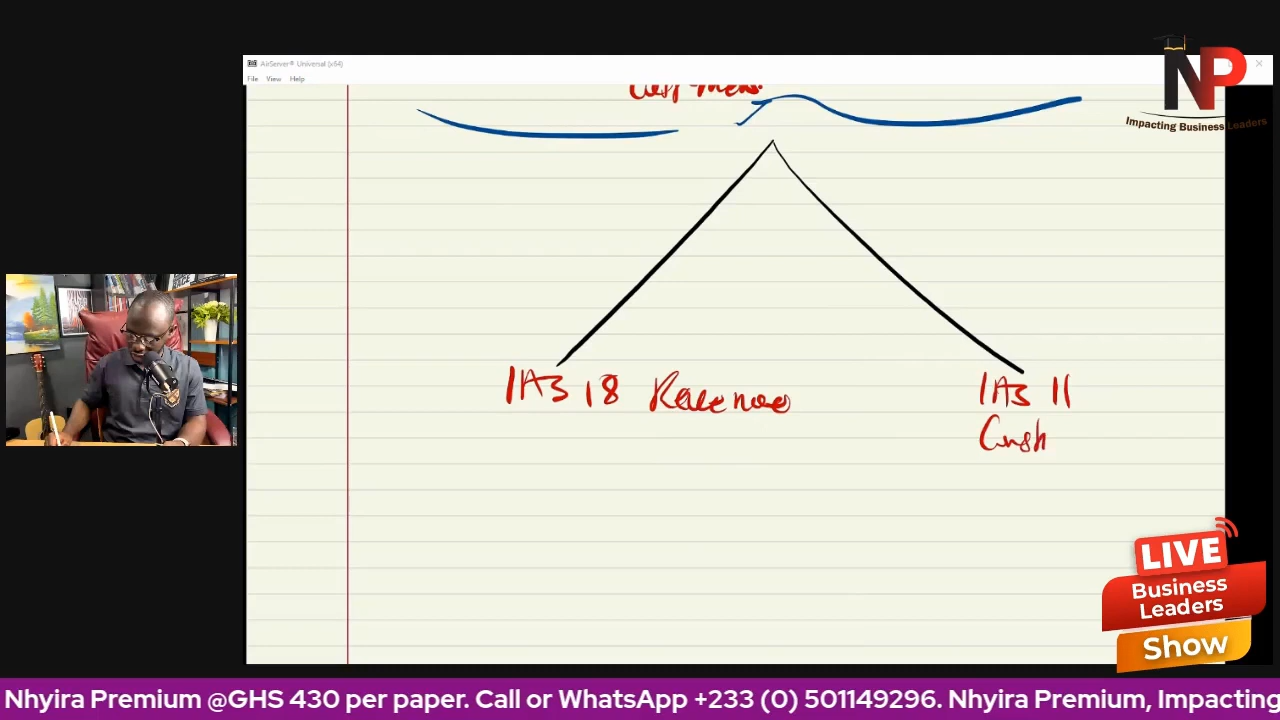 AirServer® Universal (x64)
File View Help
NP
Impacting Business Leaders
IAS 18 Revenue
IAS 11
LIVE
Business
Leaders
Show
Nhyira Premium @GHS 430 per paper. Call or WhatsApp +233 (0) 501149296. Nhyira Premium, Impacting